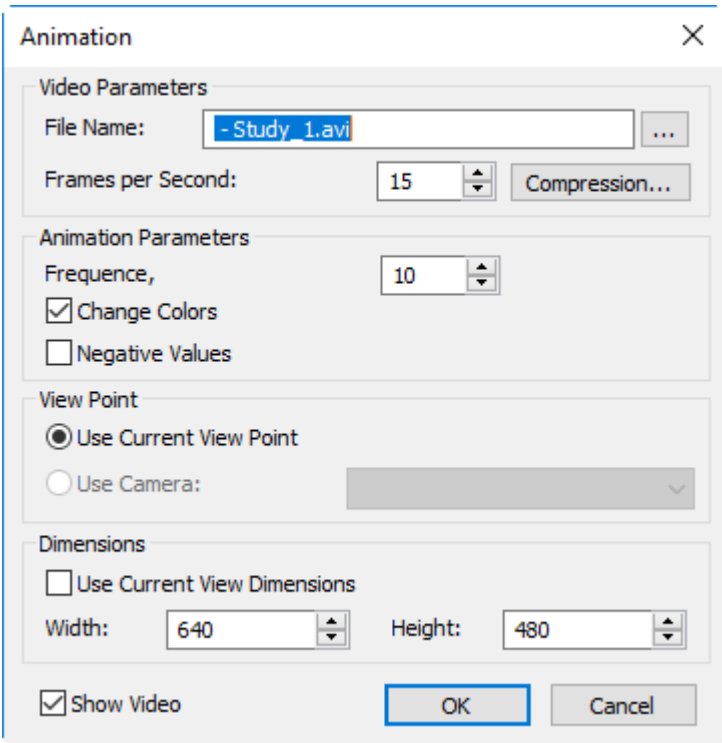 Animation
Video Parameters
File Name: - Study_1.avi ...
Frames per Second: 15 Compression...
Animation Parameters
Frequence, 10
Change Colors
Negative Values
View Point
Use Current View Point
Use Camera:
Dimensions
Use Current View Dimensions
Width: 640 Height: 480
Show Video OK Cancel